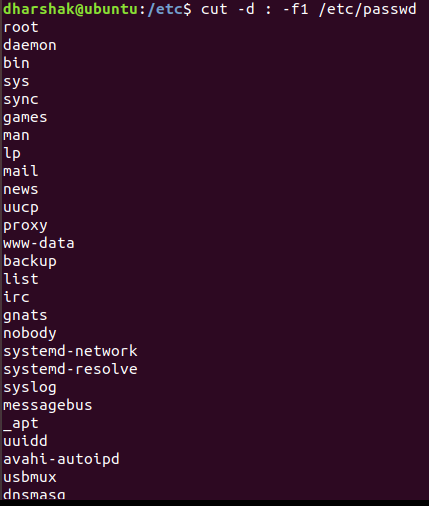 dharshak@ubuntu:/etc$ cut -d : -f1 /etc/passwd
root
daemon
bin
sys
sync
games
man
lp
mail
news
uucp
proxy
www-data
backup
list
irc
gnats
nobody
systemd-network
systemd-resolve
syslog
messagebus
_apt
uuidd
avahi-autoipd
usbmux
dnsmasq